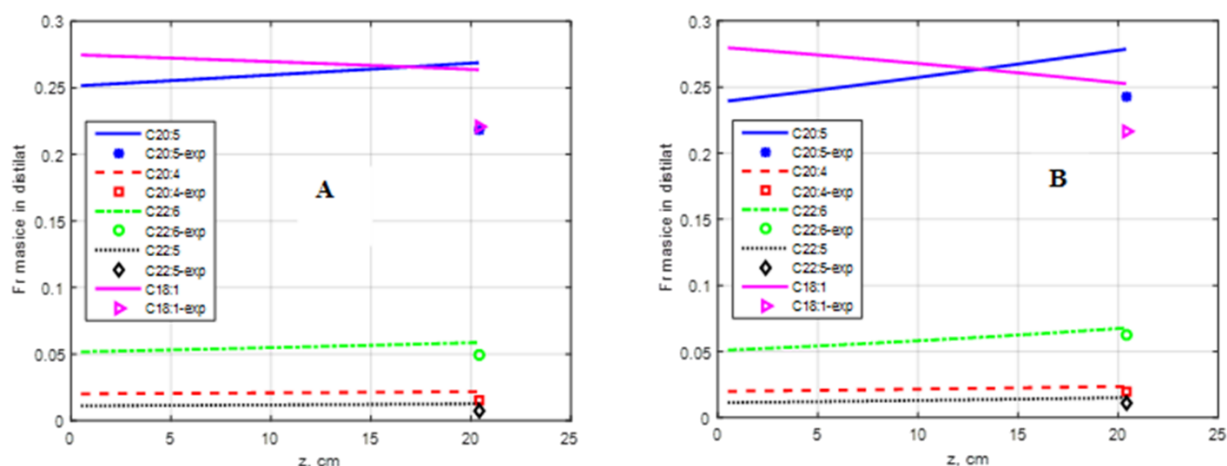 0.3
0.25
0.2
0.15
0.1
0.05
0
Fr masice in distilat
C20:5
C20:5-exp
C20:4
C20:4-exp
C22:6
C22:6-exp
C22:5
C22:5-exp
C18:1
C18:1-exp
A
0 5 10 15 20 25
z, cm
0.3
0.25
0.2
0.15
0.1
0.05
0
Fr masice in distilat
C20:5
C20:5-exp
C20:4
C20:4-exp
C22:6
C22:6-exp
C22:5
C22:5-exp
C18:1
C18:1-exp
B
0 5 10 15 20 25
z, cm